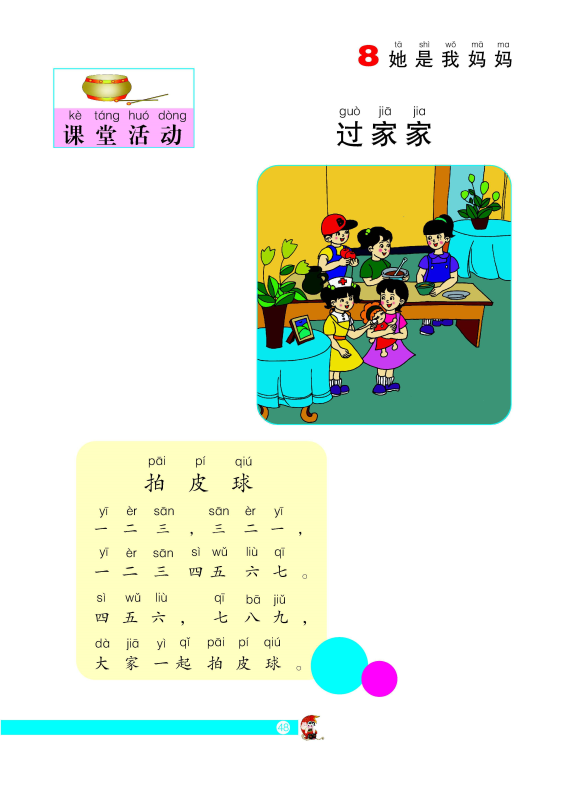 tā shì wǒ mā ma
8 她是我妈妈
kè táng huó dòng
课堂活动
guò jiā jia
过家家
pāi pí qiú
拍皮球
yī èr sān sān èr yī
一二三，三二一，
yī èr sān sì wǔ liù qī
一二三四五六七。
sì wǔ liù qī bā jiǔ
四五六，七八九，
dà jiā yì qǐ pāi pí qiú
大家一起拍皮球。
48